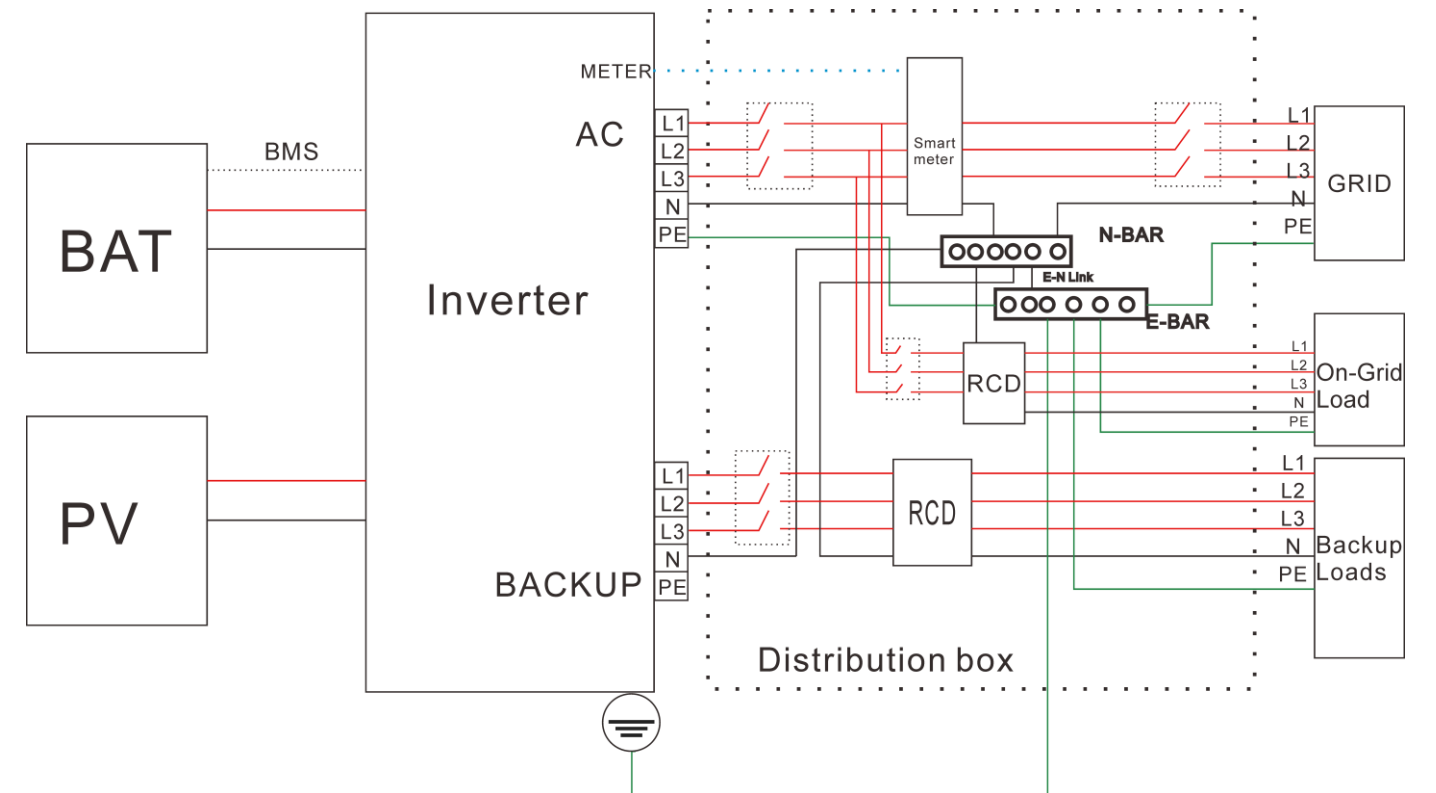 METER
AC
L1
L2
L3
N
PE
BMS
BAT
Inverter
PV
L1
L2
L3
N
PE
BACKUP
Smart
meter
N-BAR
E-N Link
E-BAR
RCD
RCD
Distribution box
L1
L2
L3
N
PE
GRID
L1
L2
L3
N
PE
On-Grid
Load
L1
L2
L3
N
PE
Backup
Loads